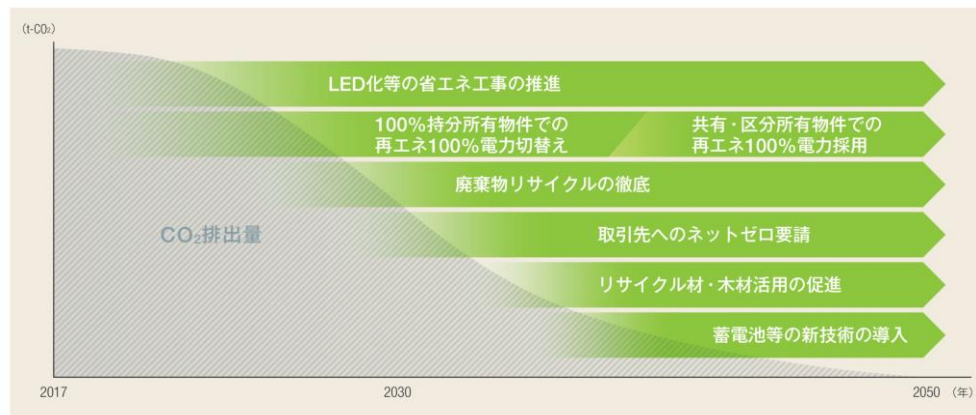 (t-CO₂)
LED化等の省エネ工事の推進
100%持分所有物件での
再エネ100%電力切替え
共有・区分所有物件での
再エネ100%電力採用
廃棄物リサイクルの徹底
CO₂排出量
取引先へのネットゼロ要請
リサイクル材・木材活用の促進
蓄電池等の新技術の導入
2017
2030
2050 (年)